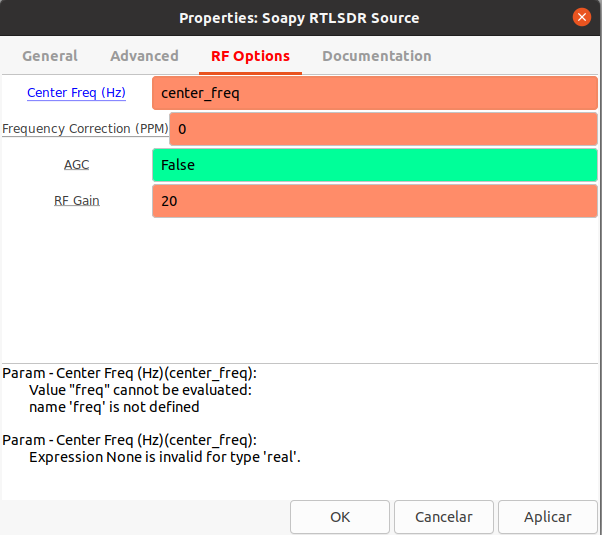 Properties: Soapy RTLSDR Source
General Advanced RF Options Documentation
Center Freq (Hz) center_freq
Frequency Correction (PPM) 0
AGC False
RF Gain 20
Param - Center Freq (Hz)(center_freq):
Value "freq" cannot be evaluated:
name 'freq' is not defined
Param - Center Freq (Hz)(center_freq):
Expression None is invalid for type 'real'.
OK Cancelar Aplicar